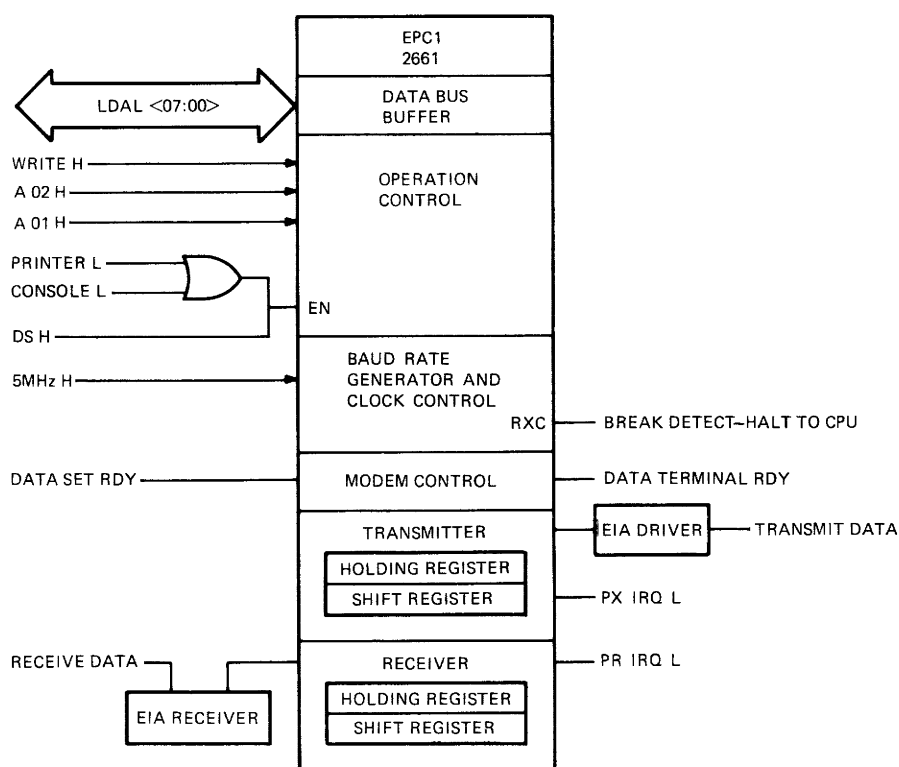 EPC1
2661
LDAL <07:00>
DATA BUS
BUFFER
WRITE H
A 02 H
A 01 H
OPERATION
CONTROL
PRINTER L
CONSOLE L
EN
DS H
5MHz H
BAUD RATE
GENERATOR AND
CLOCK CONTROL
RXC
BREAK DETECT–HALT TO CPU
DATA SET RDY
MODEM CONTROL
DATA TERMINAL RDY
TRANSMITTER
EIA DRIVER
TRANSMIT DATA
HOLDING REGISTER
SHIFT REGISTER
PX IRQ L
RECEIVE DATA
RECEIVER
PR IRQ L
EIA RECEIVER
HOLDING REGISTER
SHIFT REGISTER